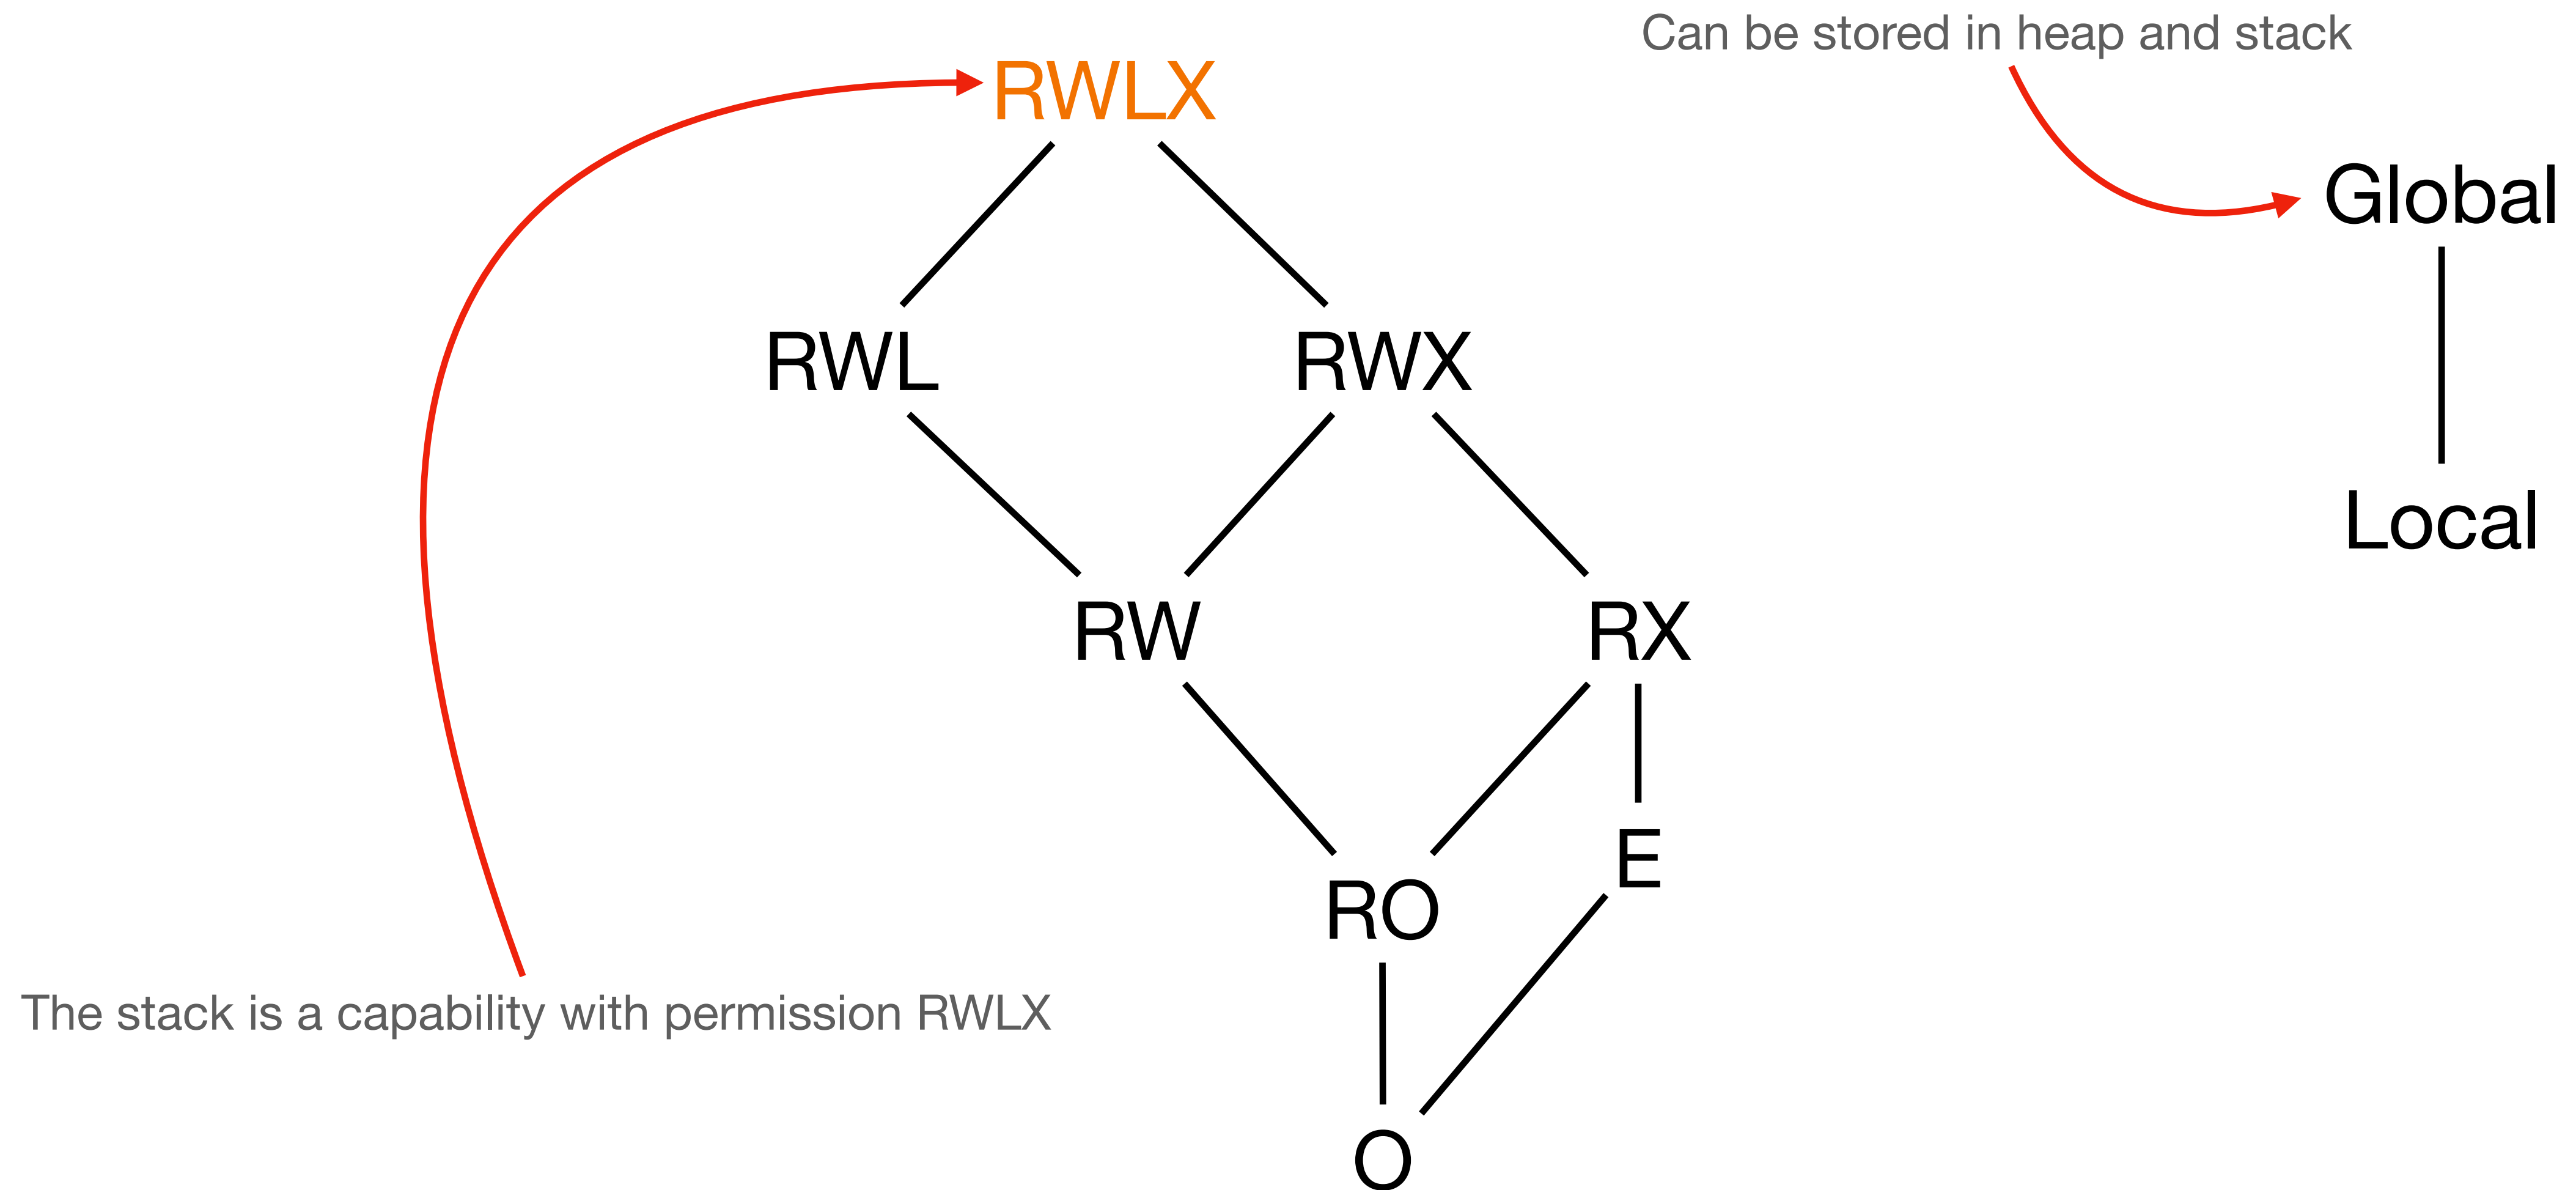 Can be stored in heap and stack
RWLX
Global
RWL
RWX
Local
RW
RX
E
RO
The stack is a capability with permission RWLX
O